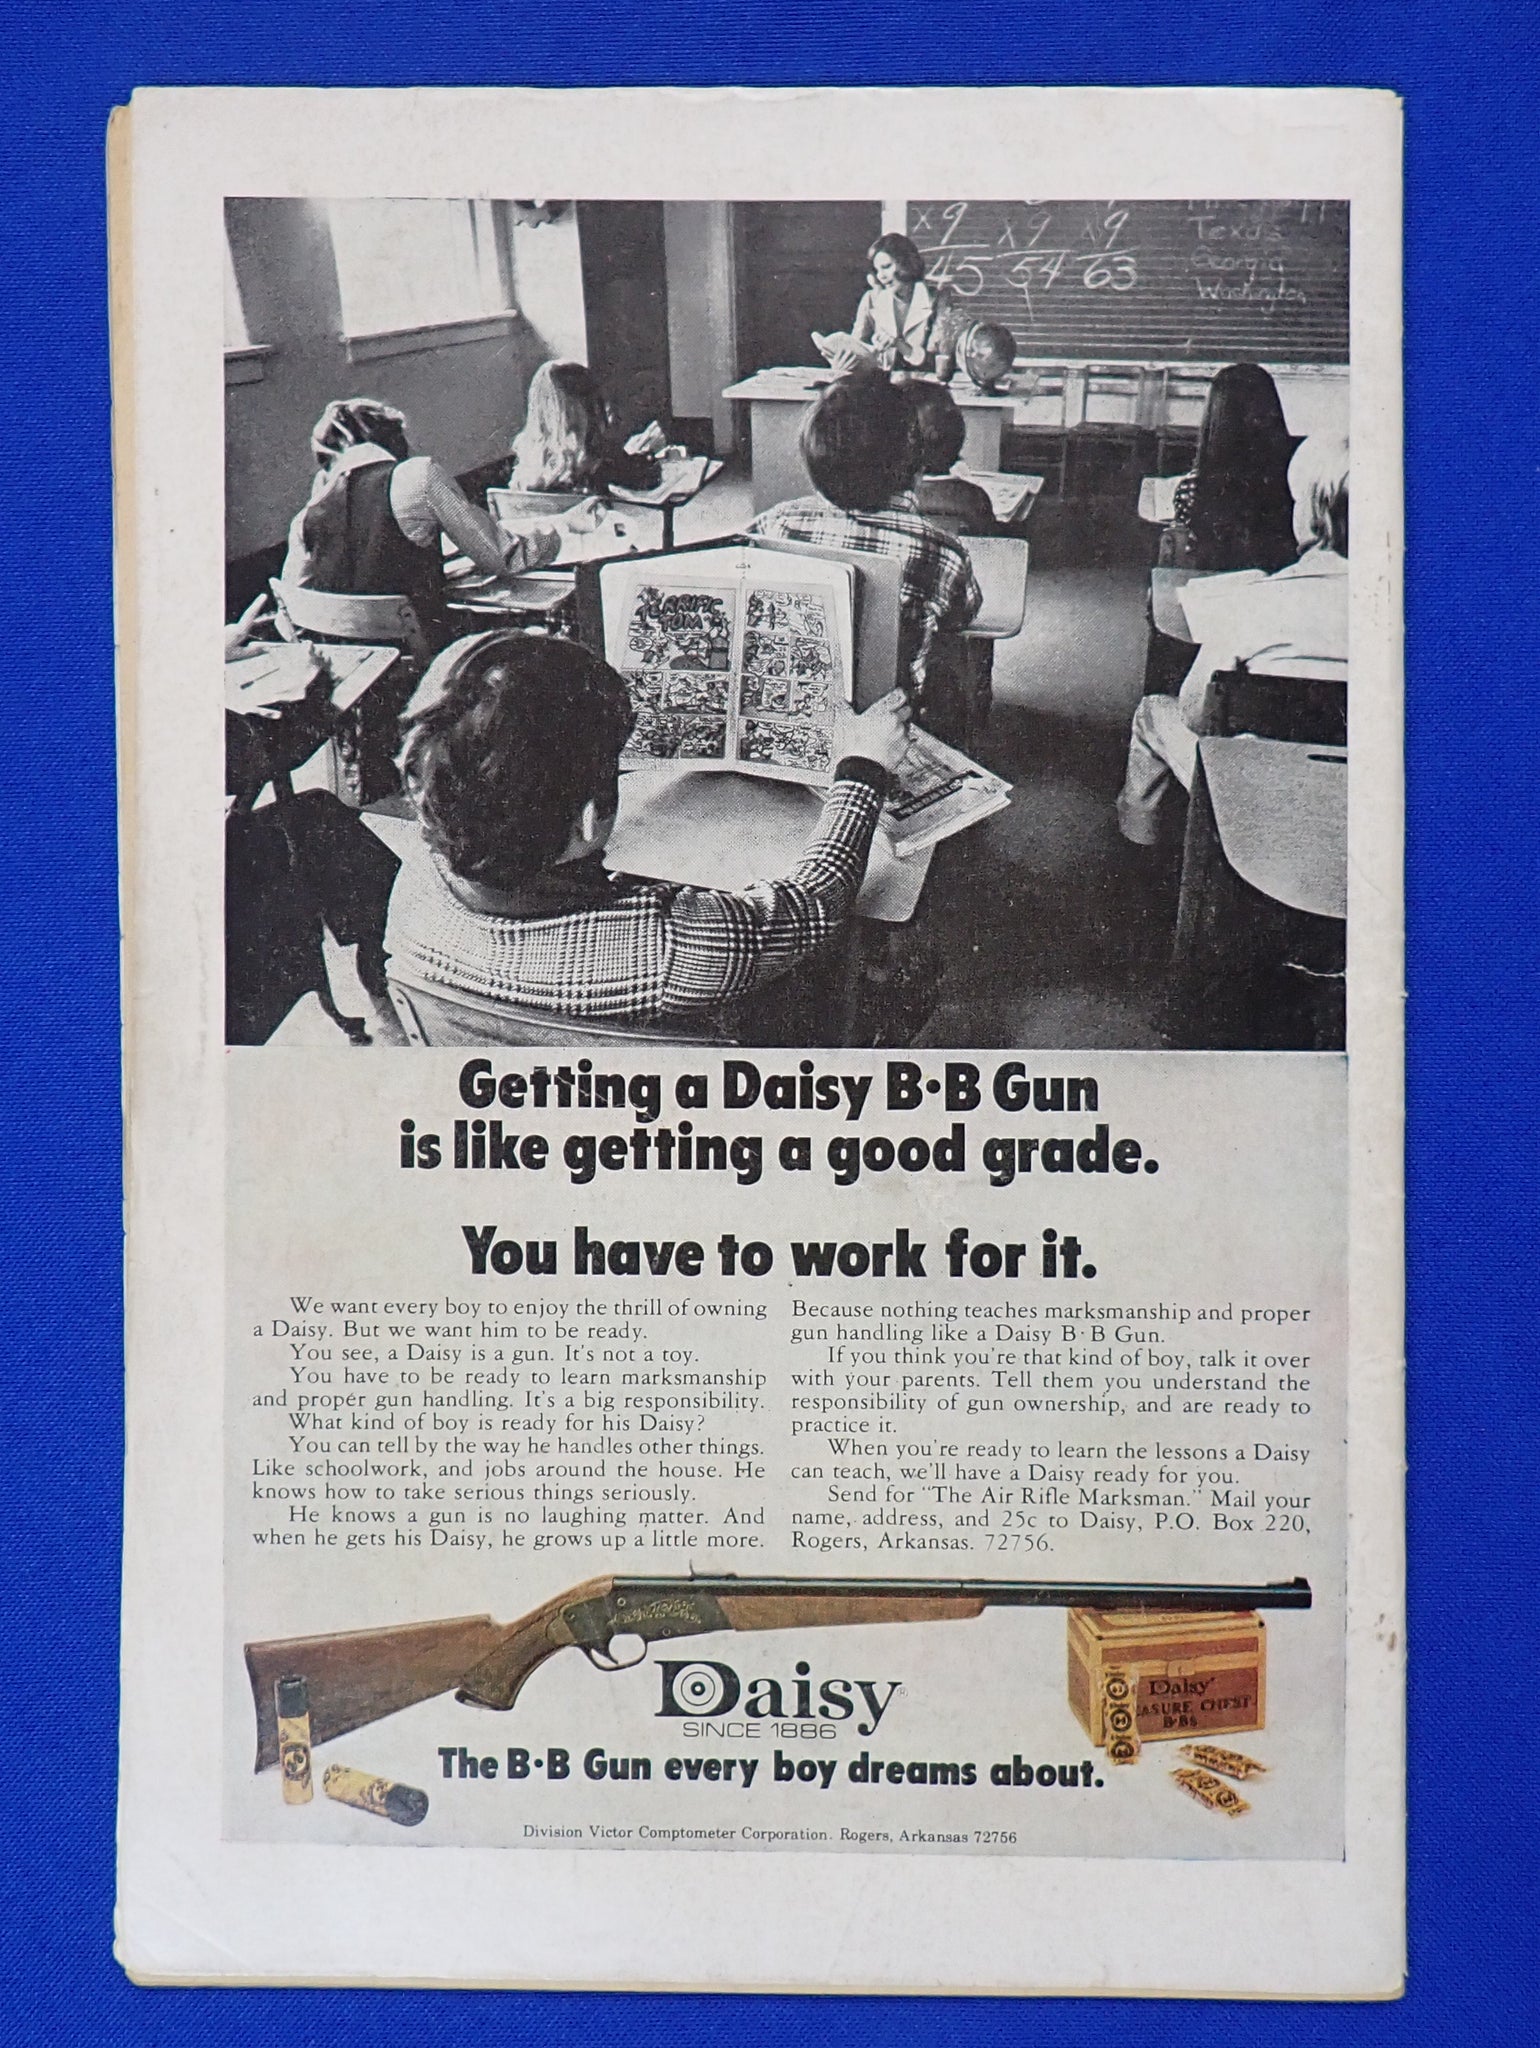 x9 x9 x9
45 54 63
Texas
Georgia
Washington
TERRIFIC
TOM
Getting a Daisy B·B Gun
is like getting a good grade.
You have to work for it.
We want every boy to enjoy the thrill of owning
a Daisy. But we want him to be ready.
You see, a Daisy is a gun. It's not a toy.
You have to be ready to learn marksmanship
and proper gun handling. It's a big responsibility.
What kind of boy is ready for his Daisy?
You can tell by the way he handles other things.
Like schoolwork, and jobs around the house. He
knows how to take serious things seriously.
He knows a gun is no laughing matter. And
when he gets his Daisy, he grows up a little more.
Because nothing teaches marksmanship and proper
gun handling like a Daisy B·B Gun.
If you think you're that kind of boy, talk it over
with your parents. Tell them you understand the
responsibility of gun ownership, and are ready to
practice it.
When you're ready to learn the lessons a Daisy
can teach, we'll have a Daisy ready for you.
Send for "The Air Rifle Marksman." Mail your
name, address, and 25c to Daisy, P.O. Box 220,
Rogers, Arkansas. 72756.
Daisy®
SINCE 1886
Daisy
ASURE CHEST
B·BS
The B·B Gun every boy dreams about.
Division Victor Comptometer Corporation. Rogers, Arkansas 72756